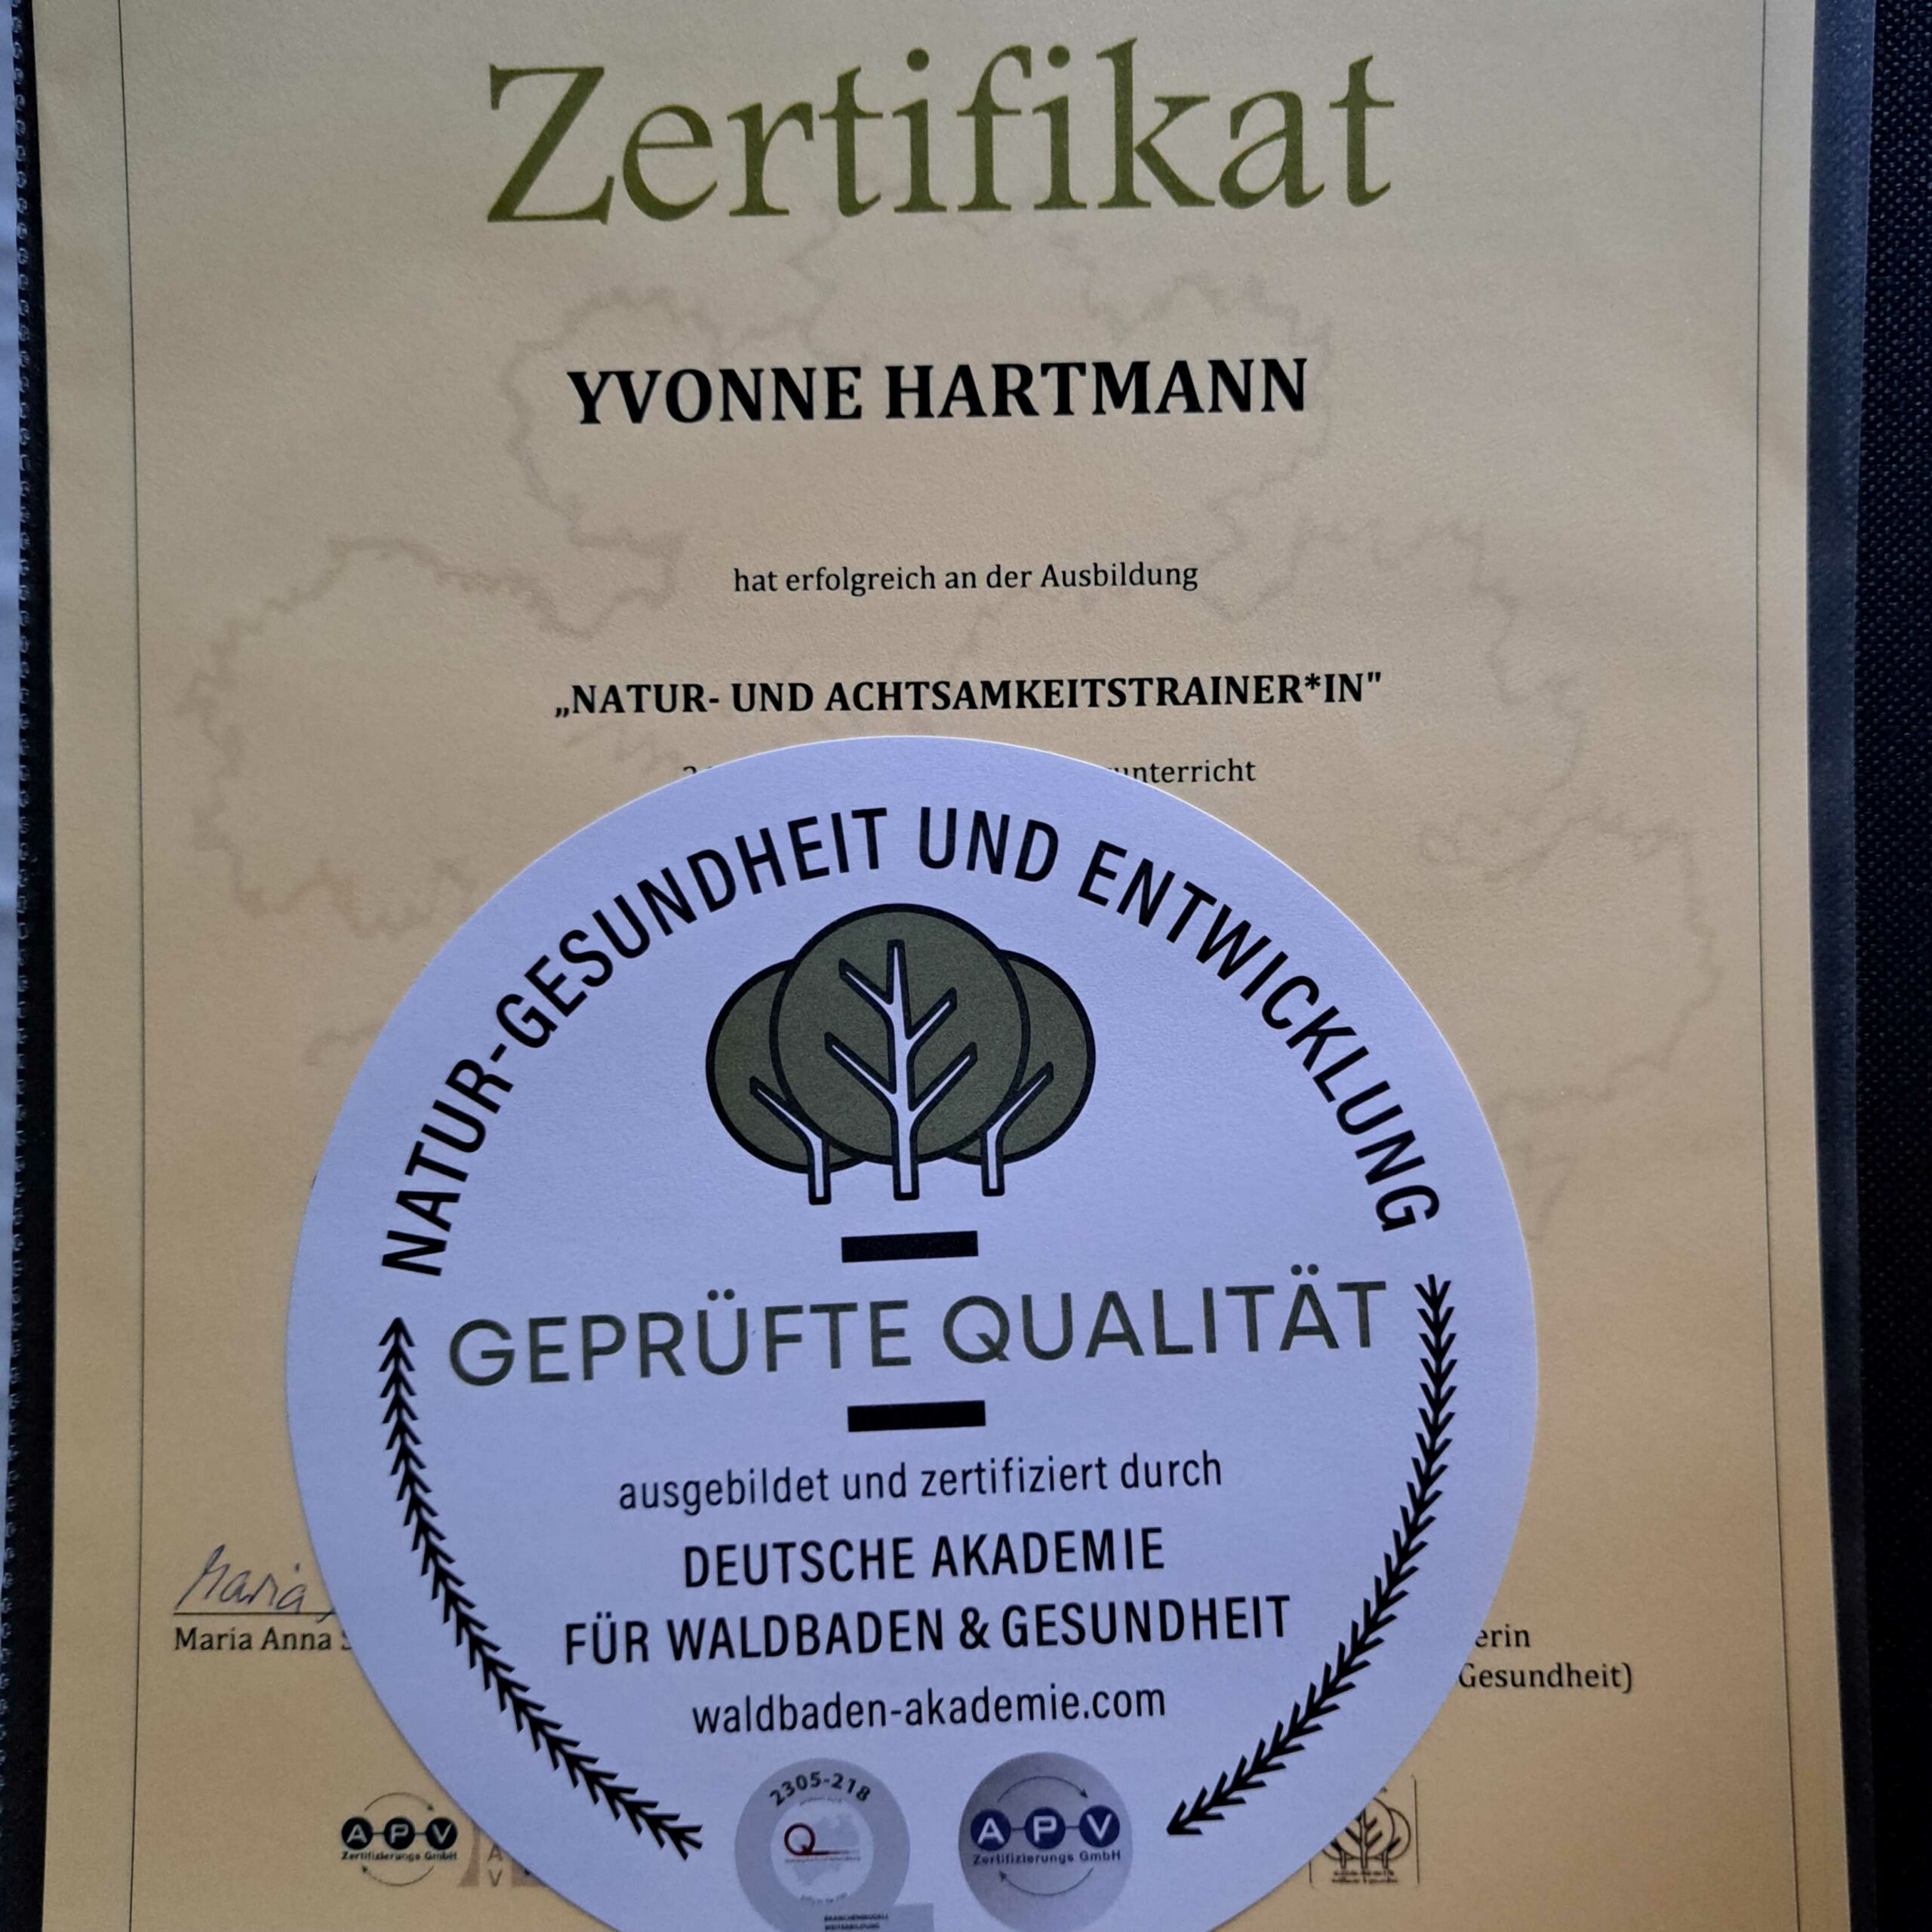 Zertifikat
YVONNE HARTMANN
hat erfolgreich an der Ausbildung
„NATUR- UND ACHTSAMKEITSTRAINER*IN"
unterricht
NATUR-GESUNDHEIT UND ENTWICKLUNG
GEPRÜFTE QUALITÄT
ausgebildet und zertifiziert durch
DEUTSCHE AKADEMIE
FÜR WALDBADEN & GESUNDHEIT
waldbaden-akademie.com
Maria
Maria Anna
erin
Gesundheit)
2305-218
Q
A-P-V
Zertifizierungs GmbH
A-P-V
Zertifizierungs GmbH
A
V